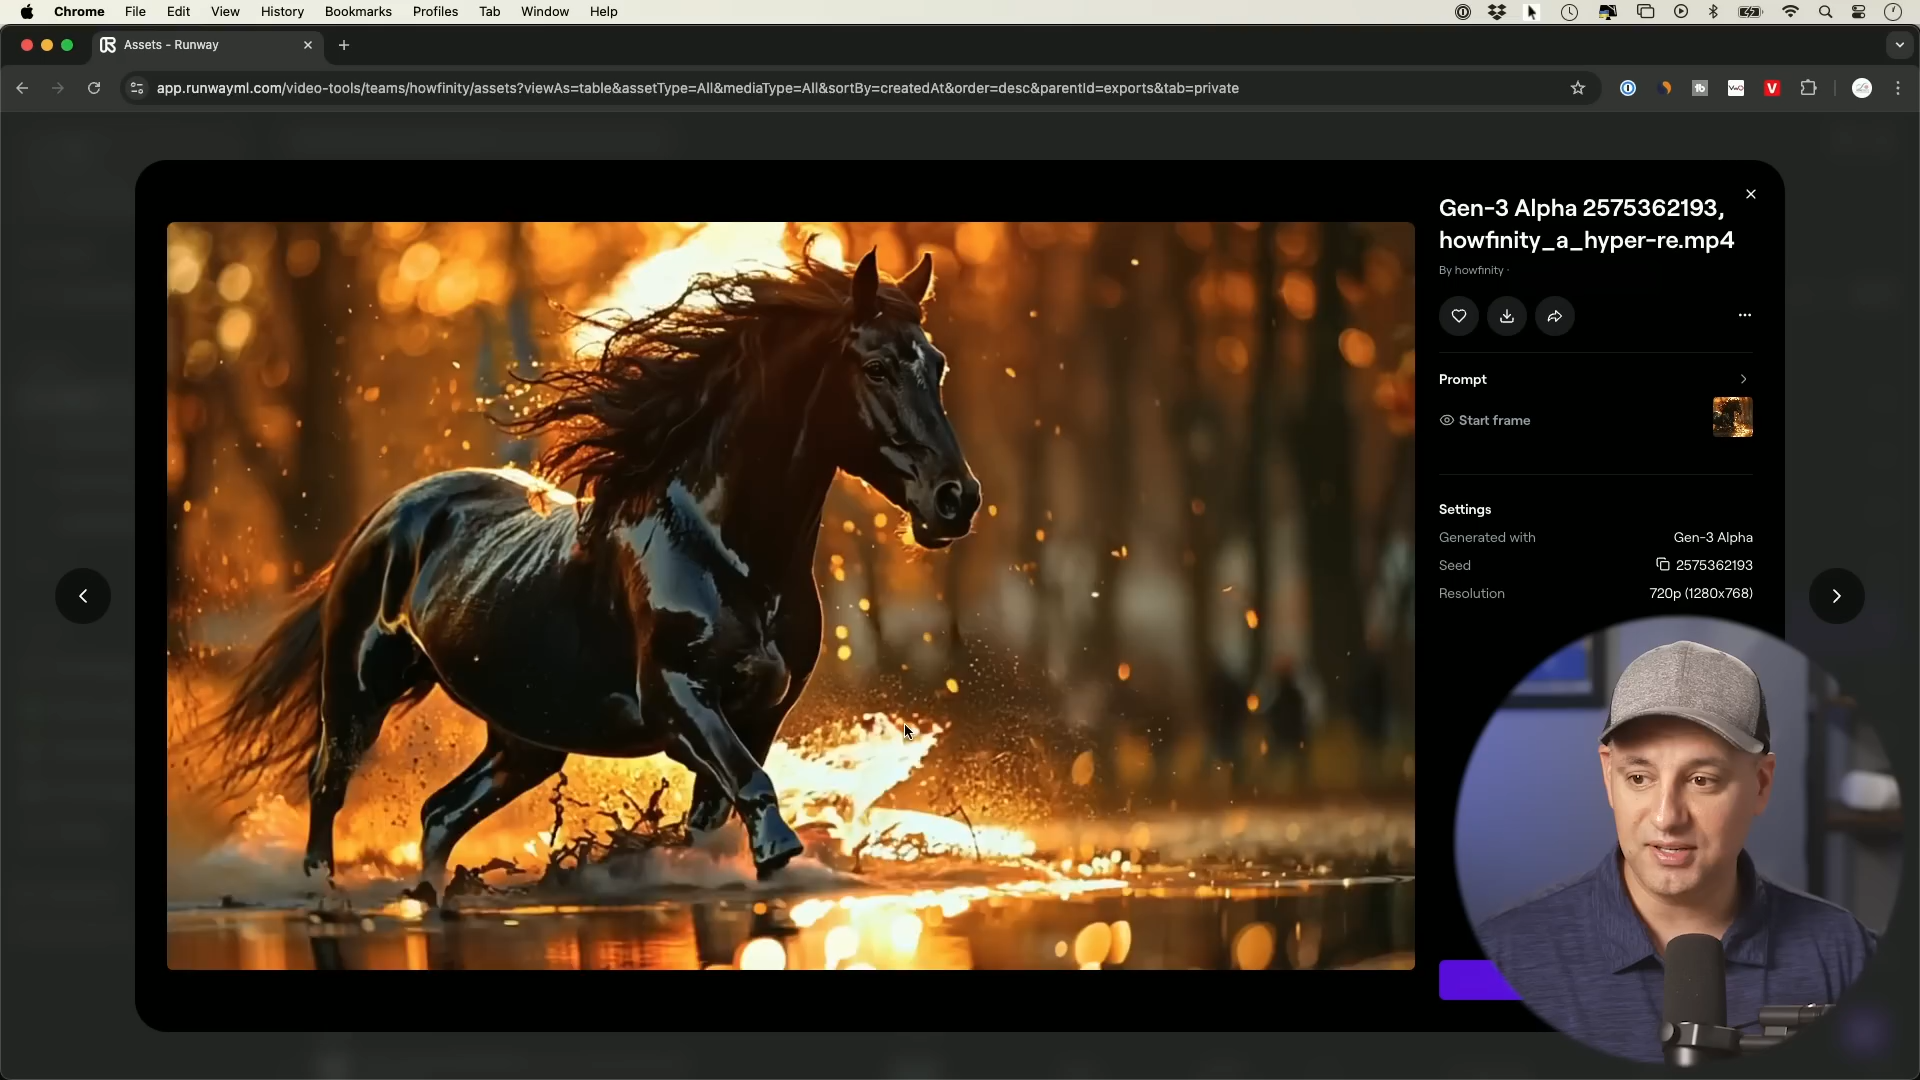 Chrome File Edit View History Bookmarks Profiles Tab Window Help
Assets - Runway
app.runwayml.com/video-tools/teams/howfinity/assets?viewAs=table&assetType=All&mediaType=All&sortBy=createdAt&order=desc&parentId=exports&tab=private
Gen-3 Alpha 2575362193,
howfinity_a_hyper-re.mp4
By howfinity ·
Prompt
Start frame
Settings
Generated with Gen-3 Alpha
Seed 2575362193
Resolution 720p (1280x768)